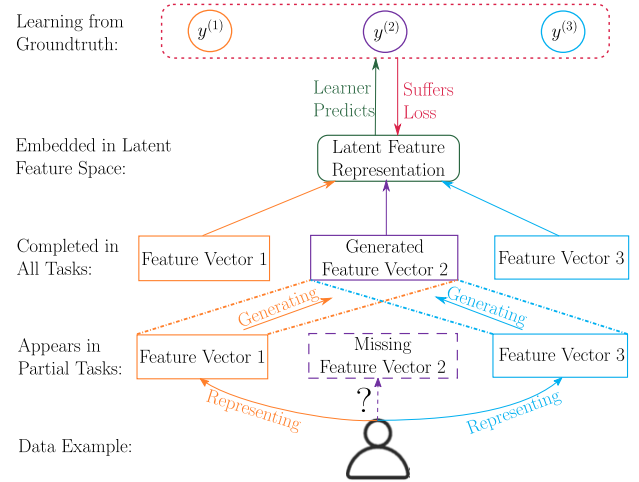 Learning from
Groundtruth:
y^(1)
y^(2)
y^(3)
Learner
Predicts
Suffers
Loss
Embedded in Latent
Feature Space:
Latent Feature
Representation
Completed in
All Tasks:
Feature Vector 1
Generated
Feature Vector 2
Feature Vector 3
Generating
Generating
Appears in
Partial Tasks:
Feature Vector 1
Missing
Feature Vector 2
Feature Vector 3
Representing
?
Representing
Data Example: